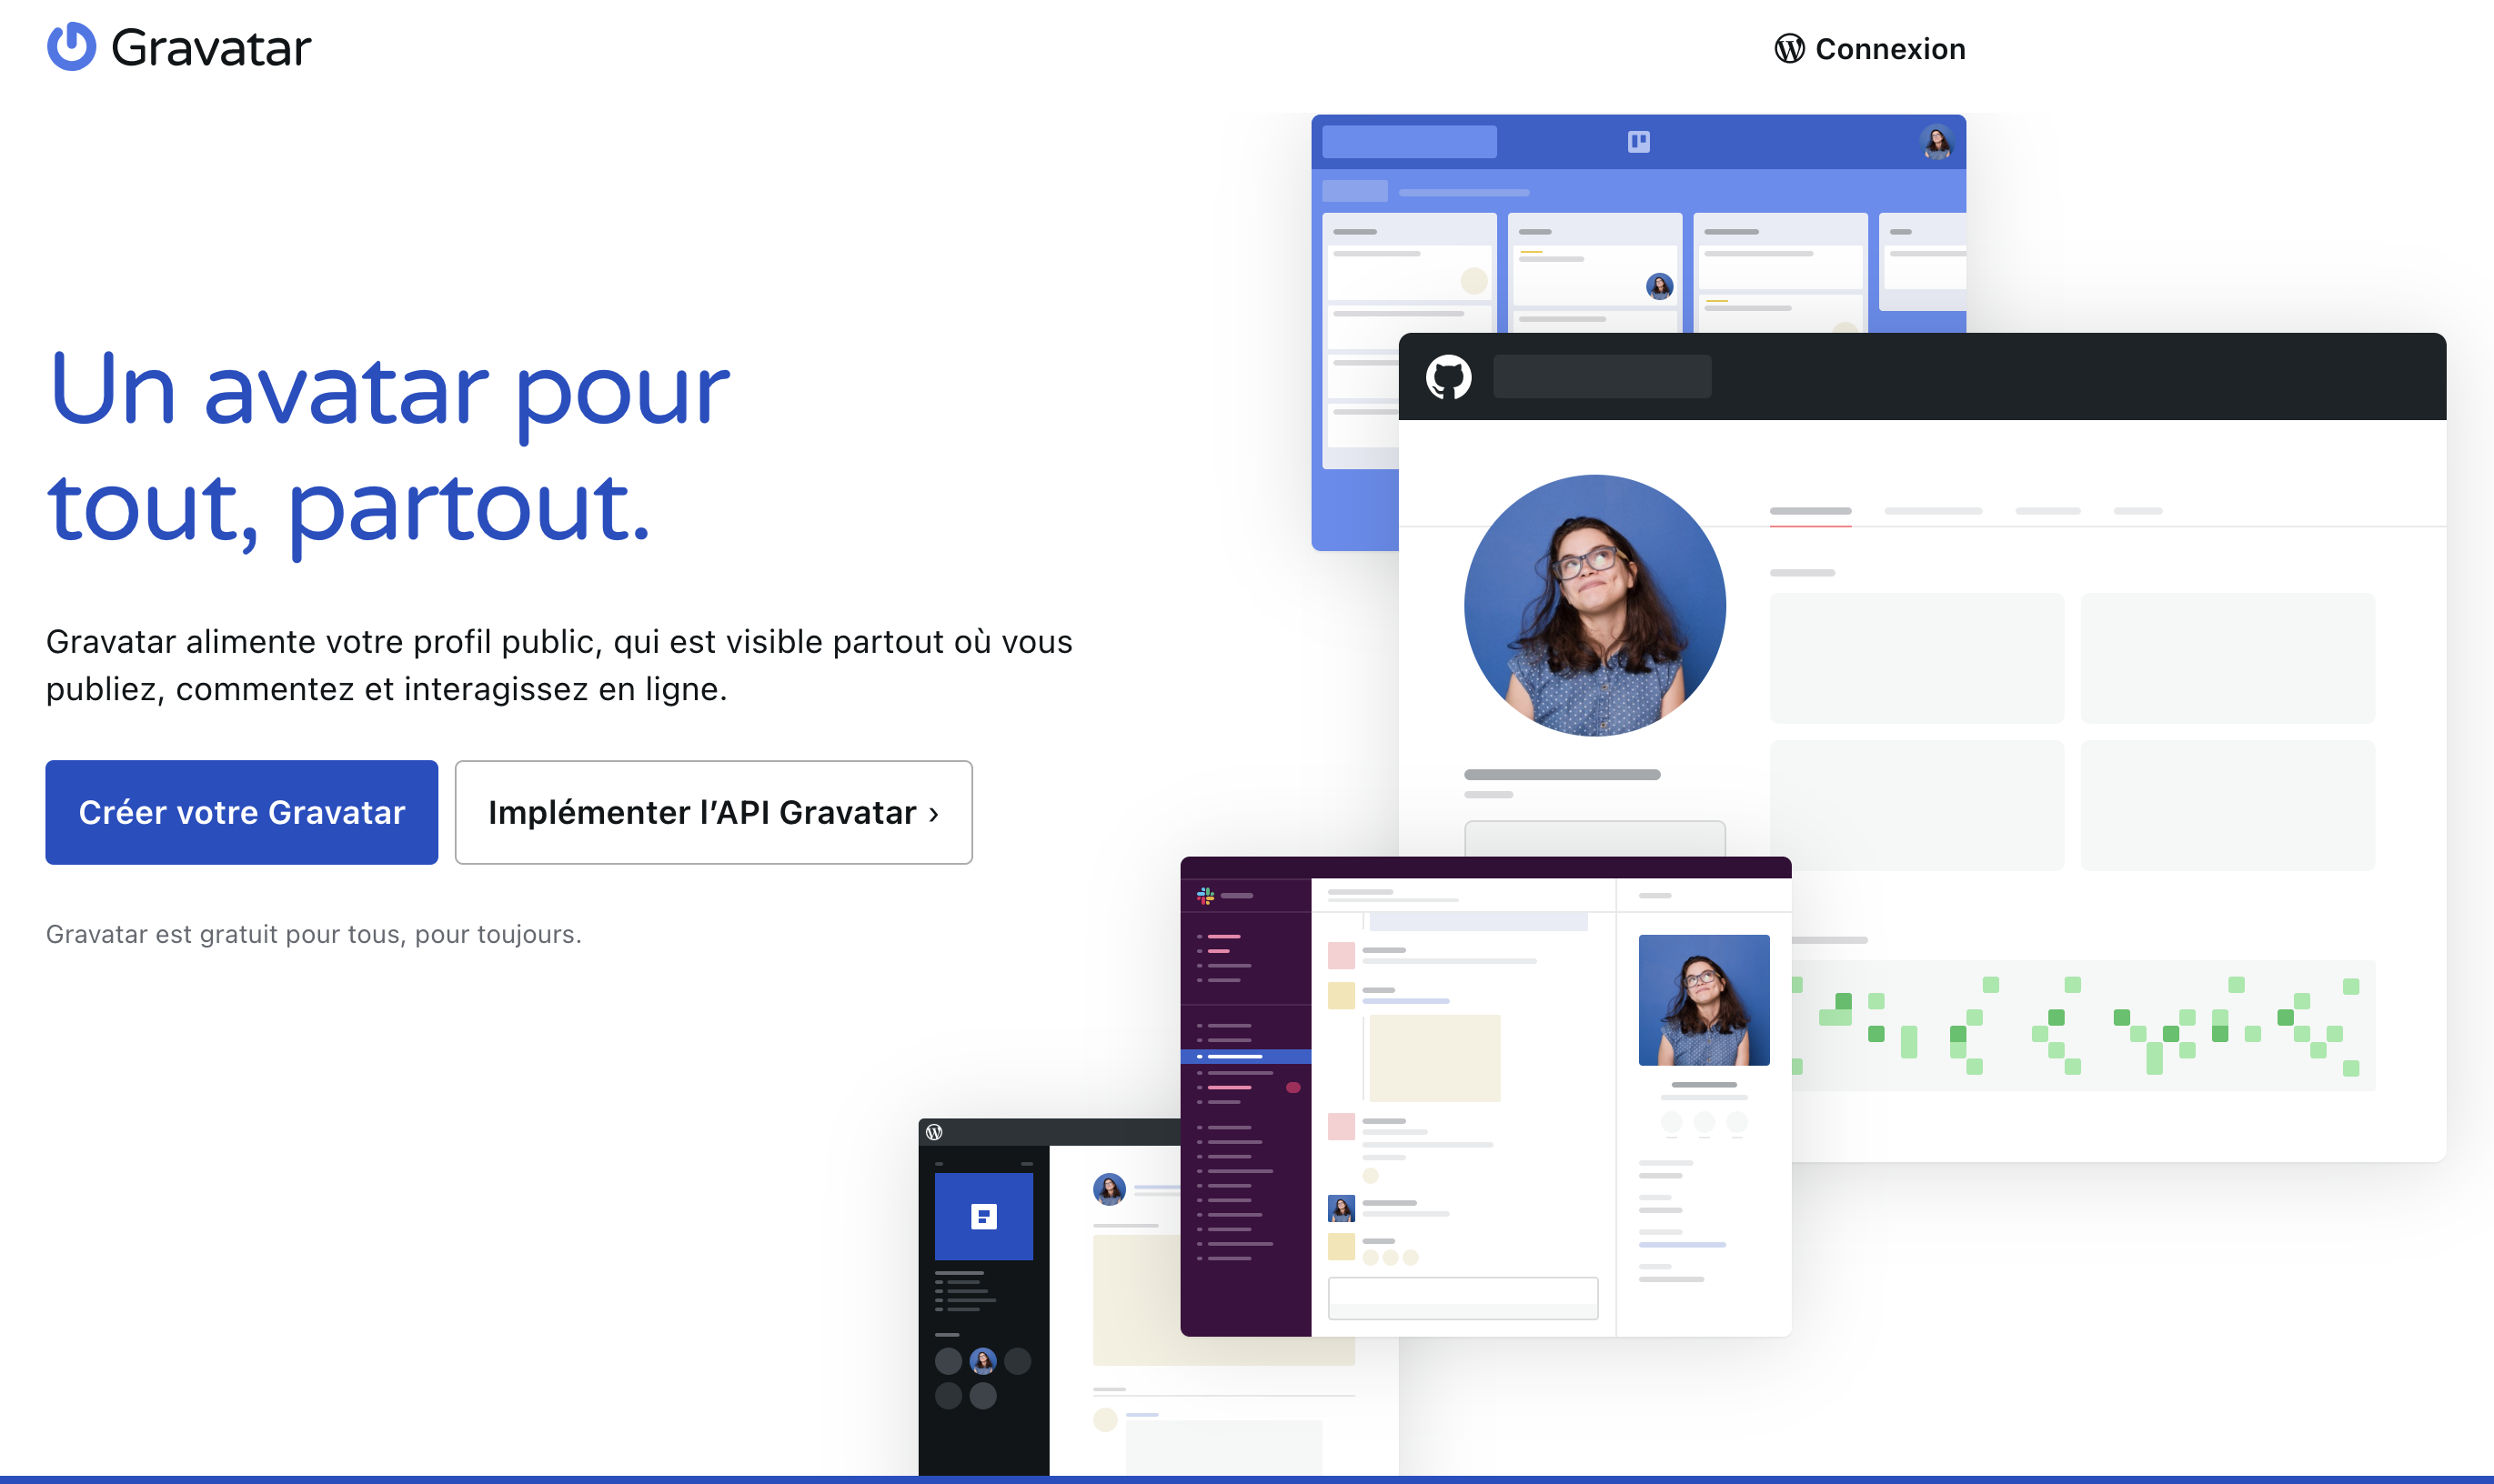 Gravatar
Connexion
Un avatar pour
tout, partout.
Gravatar alimente votre profil public, qui est visible partout où vous
publiez, commentez et interagissez en ligne.
Créer votre Gravatar
Implémenter l’API Gravatar ›
Gravatar est gratuit pour tous, pour toujours.